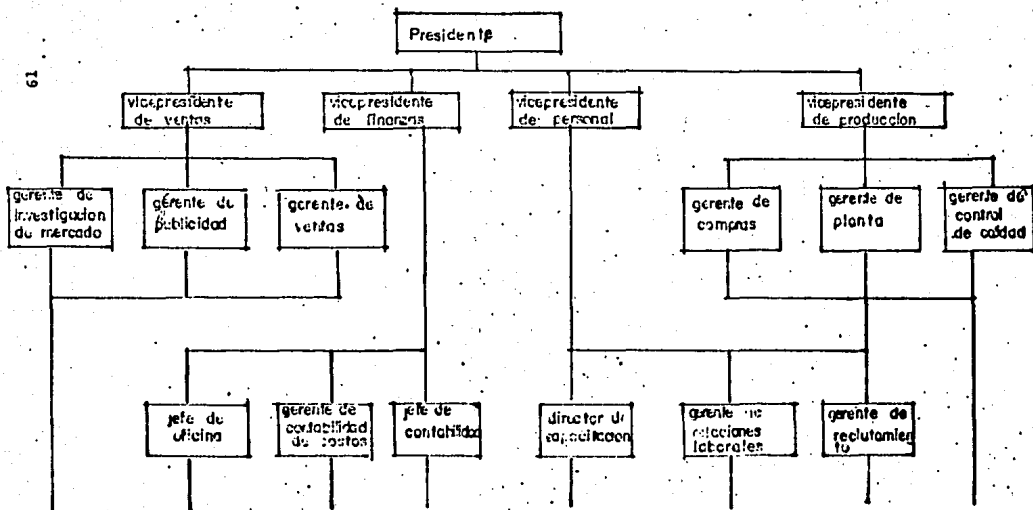 61
Presidente
vicepresidente
de ventas
vicepresidente
de finanzas
vicepresidente
de personal
vicepresidente
de produccion
gerente de
investigacion
de mercado
gerente de
publicidad
gerente de
ventas
gerente de
compras
gerente de
planta
gerente de
control
de calidad
jefe de
oficina
gerente de
contabilidad
de costos
jefe de
contabilidad
director de
capacitacion
gerente de
relaciones
laborales
gerente de
reclutamien
to